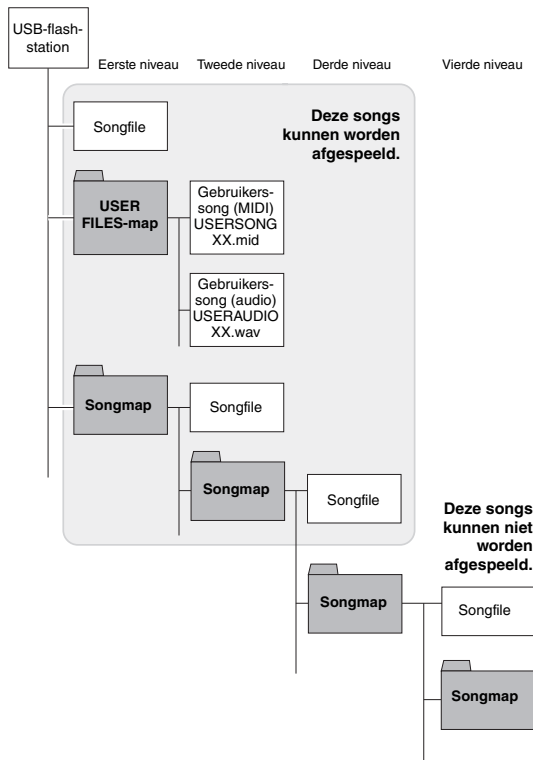 USB-flash-
station
Eerste niveau
Tweede niveau
Derde niveau
Vierde niveau
Songfile
Deze songs
kunnen worden
afgespeeld.
USER
FILES-map
Gebruikers-
song (MIDI)
USERSONG
XX.mid
Gebruikers-
song (audio)
USERAUDIO
XX.wav
Songmap
Songfile
Songmap
Songfile
Deze songs
kunnen niet
worden
afgespeeld.
Songmap
Songfile
Songmap